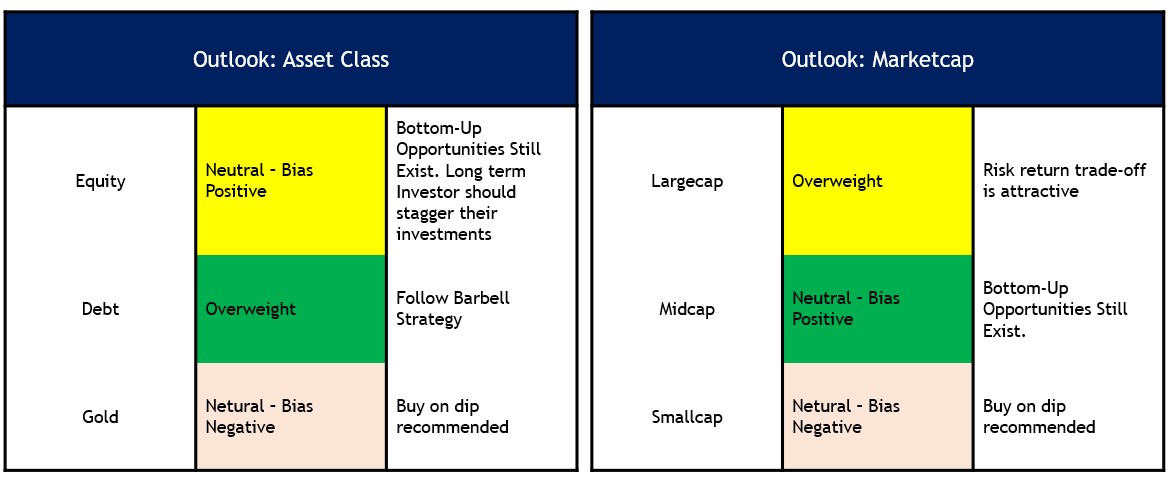 Outlook: Asset Class
Equity
Neutral – Bias
Positive
Bottom-Up
Opportunities Still
Exist. Long term
Investor should
stagger their
investments
Debt
Overweight
Follow Barbell
Strategy
Gold
Netural – Bias
Negative
Buy on dip
recommended
Outlook: Marketcap
Largecap
Overweight
Risk return trade-off
is attractive
Midcap
Neutral – Bias
Positive
Bottom-Up
Opportunities Still
Exist.
Smallcap
Netural – Bias
Negative
Buy on dip
recommended